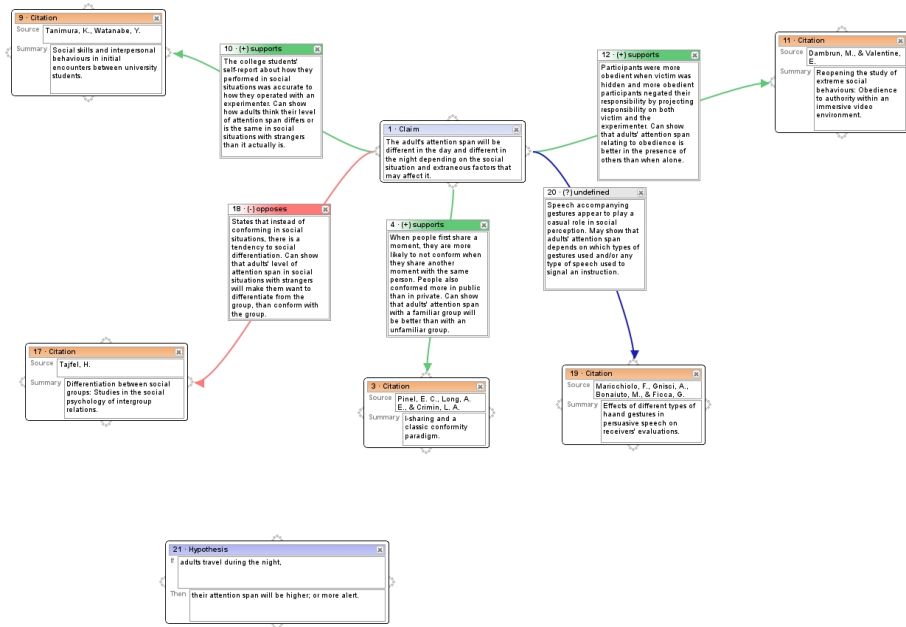 9 · Citation
Source
Tanimura, K., Watanabe, Y.
Summary
Social skills and interpersonal
behaviours in initial
encounters between university
students.
10 · (+) supports
The college students'
self-report about how they
performed in social
situations was accurate to
how they operated with an
experimenter. Can show
how adults think their level
of attention span differs or
is the same in social
situations with strangers
than it actually is.
12 · (+) supports
Participants were more
obedient when victim was
hidden and more obedient
participants negated their
responsibility by projecting
responsibility on both
victim and the
experimenter. Can show
that adults' attention span
relating to obedience is
better in the presence of
others than when alone.
11 · Citation
Source
Dambrun, M., & Valentine,
E.
Summary
Reopening the study of
extreme social
behaviours: Obedience
to authority within an
immersive video
environment.
1 · Claim
The adult's attention span will be
different in the day and different in
the night depending on the social
situation and extraneous factors that
may affect it.
18 · (-) opposes
States that instead of
conforming in social
situations, there is a
tendency to social
differentiation. Can show
that adults' level of
attention span in social
situations with strangers
will make them want to
differentiate from the
group, than conform with
the group.
4 · (+) supports
When people first share a
moment, they are more
likely to not conform when
they share another
moment with the same
person. People also
conformed more in public
than in private. Can show
that adults' attention span
with a familiar group will
be better than with an
unfamiliar group.
20 · (?) undefined
Speech accompanying
gestures appear to play a
casual role in social
perception. May show that
adults' attention span
depends on which types of
gestures used and/or any
type of speech used to
signal an instruction.
17 · Citation
Source
Tajfel, H.
Summary
Differentiation between social
groups: Studies in the social
psychology of intergroup
relations.
3 · Citation
Source
Pinel, E. C., Long, A.
E., & Crimin, L. A.
Summary
I-sharing and a
classic conformity
paradigm.
19 · Citation
Source
Maricchiolo, F., Gnisci, A.,
Bonaiuto, M., & Ficca, G.
Summary
Effects of different types of
haand gestures in
persuasive speech on
receivers' evaluations.
21 · Hypothesis
If
adults travel during the night,
Then
their attention span will be higher; or more alert.